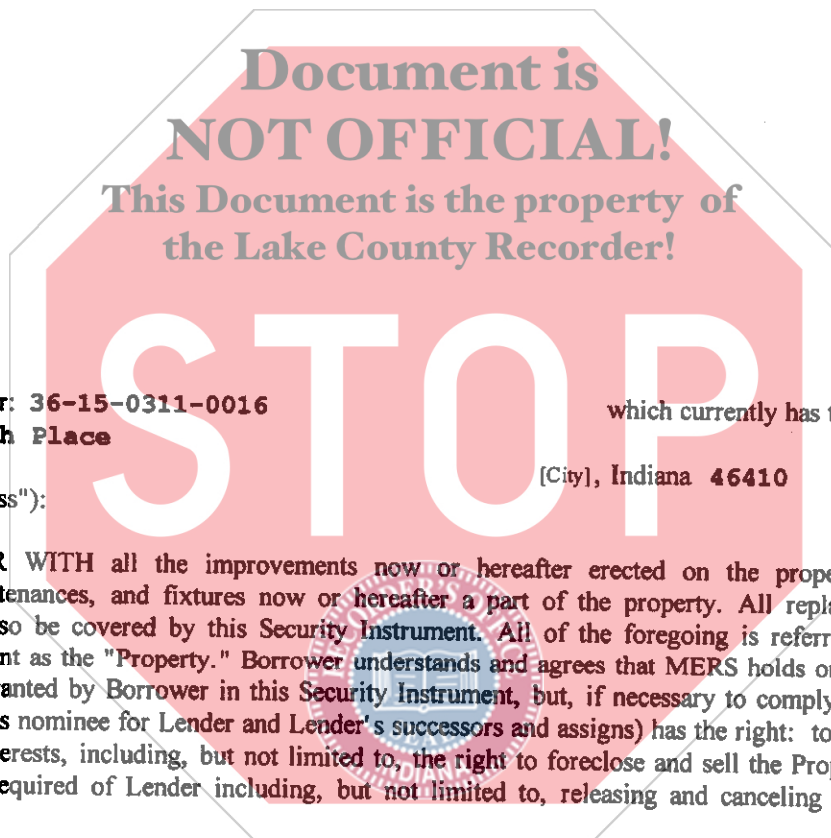 Document is
NOT OFFICIAL!
This Document is the property of
the Lake County Recorder!
STOP
r: 36-15-0311-0016 which currently has t
h Place
[City], Indiana 46410
ss"):
R WITH all the improvements now or hereafter erected on the prope
tenances, and fixtures now or hereafter a part of the property. All repla
so be covered by this Security Instrument. All of the foregoing is referr
nt as the "Property." Borrower understands and agrees that MERS holds or
anted by Borrower in this Security Instrument, but, if necessary to comply
s nominee for Lender and Lender's successors and assigns) has the right: to
erests, including, but not limited to, the right to foreclose and sell the Prop
equired of Lender including, but not limited to, releasing and canceling
INDIANA